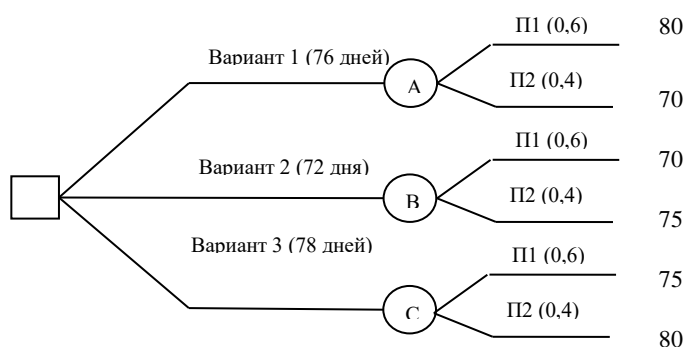 П1 (0,6) 80
Вариант 1 (76 дней)
A
П2 (0,4) 70
П1 (0,6) 70
Вариант 2 (72 дня)
B
П2 (0,4) 75
Вариант 3 (78 дней)
П1 (0,6) 75
C
П2 (0,4) 80